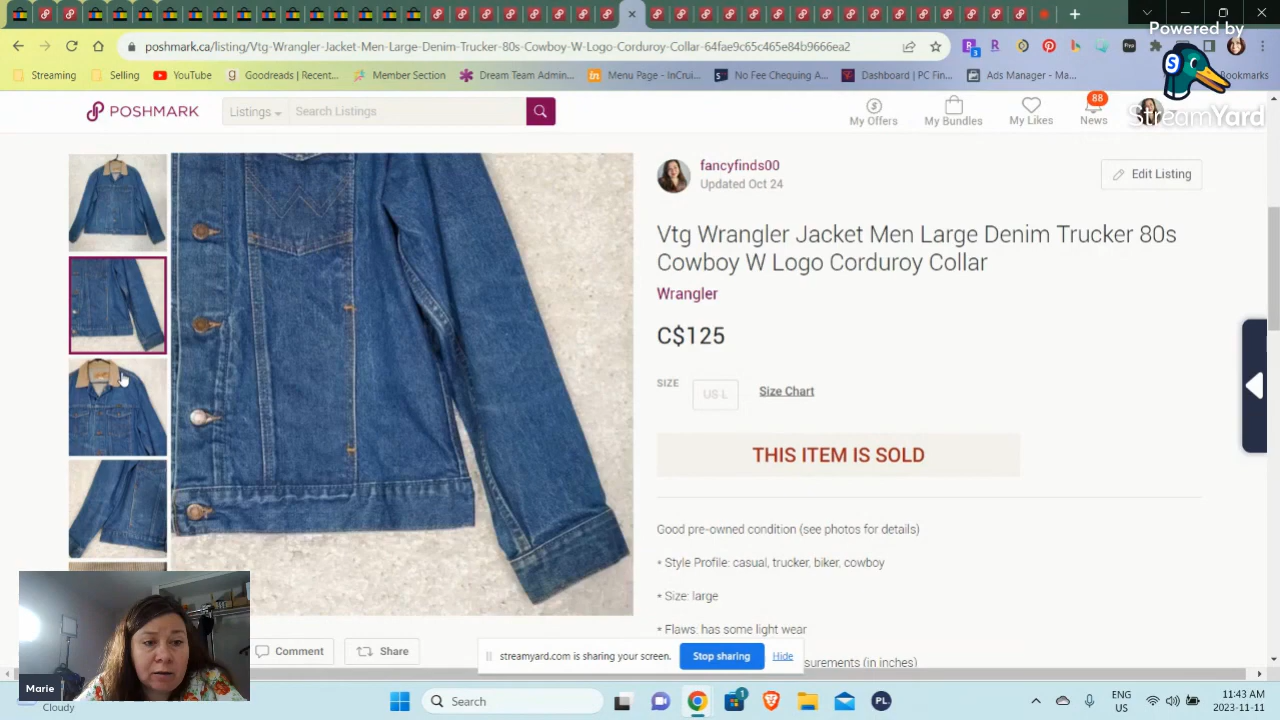 Powered by
poshmark.ca/listing/Vtg-Wrangler-Jacket-Men-Large-Denim-Trucker-80s-Cowboy-W-Logo-Corduroy-Collar-64fae9c65c465e84b9666ea2
Streaming
Selling
YouTube
Goodreads | Recent...
Member Section
Dream Team Admin...
Menu Page - InCrui...
No Fee Chequing A...
Dashboard | PC Fin...
Ads Manager - Ma...
Bookmarks
StreamYard
POSHMARK
Listings
Search Listings
My Offers
My Bundles
My Likes
88
News
fancyfinds00
Updated Oct 24
Edit Listing
Vtg Wrangler Jacket Men Large Denim Trucker 80s
Cowboy W Logo Corduroy Collar
Wrangler
C$125
SIZE
US L
Size Chart
THIS ITEM IS SOLD
Good pre-owned condition (see photos for details)
* Style Profile: casual, trucker, biker, cowboy
* Size: large
* Flaws: has some light wear
surements (in inches)
Comment
Share
streamyard.com is sharing your screen.
Stop sharing
Hide
Marie
Cloudy
Search
ENG
US
11:43 AM
2023-11-11